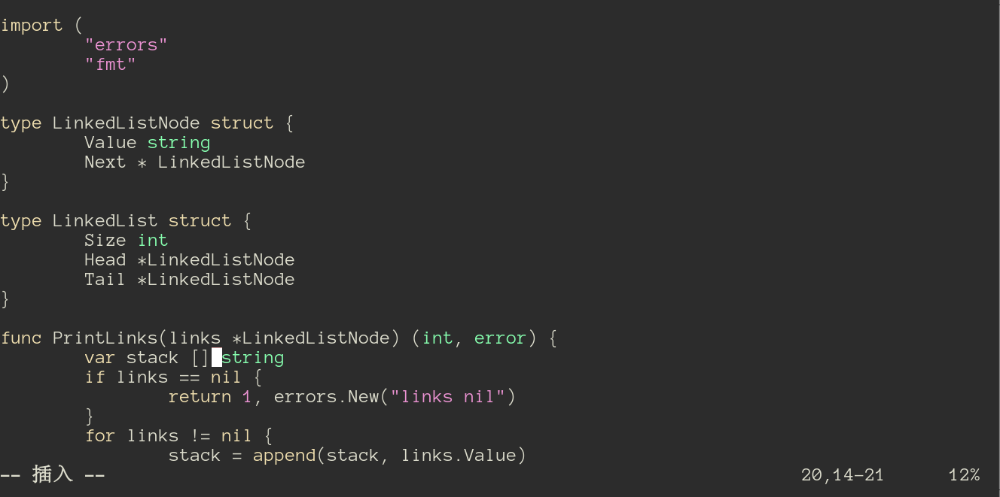 import (
        "errors"
        "fmt"
)
type LinkedListNode struct {
        Value string
        Next * LinkedListNode
}
type LinkedList struct {
        Size int
        Head *LinkedListNode
        Tail *LinkedListNode
}
func PrintLinks(links *LinkedListNode) (int, error) {
        var stack [] string
        if links == nil {
                return 1, errors.New("links nil")
        }
        for links != nil {
                stack = append(stack, links.Value)
-- 插入 -- 20,14-21 12%